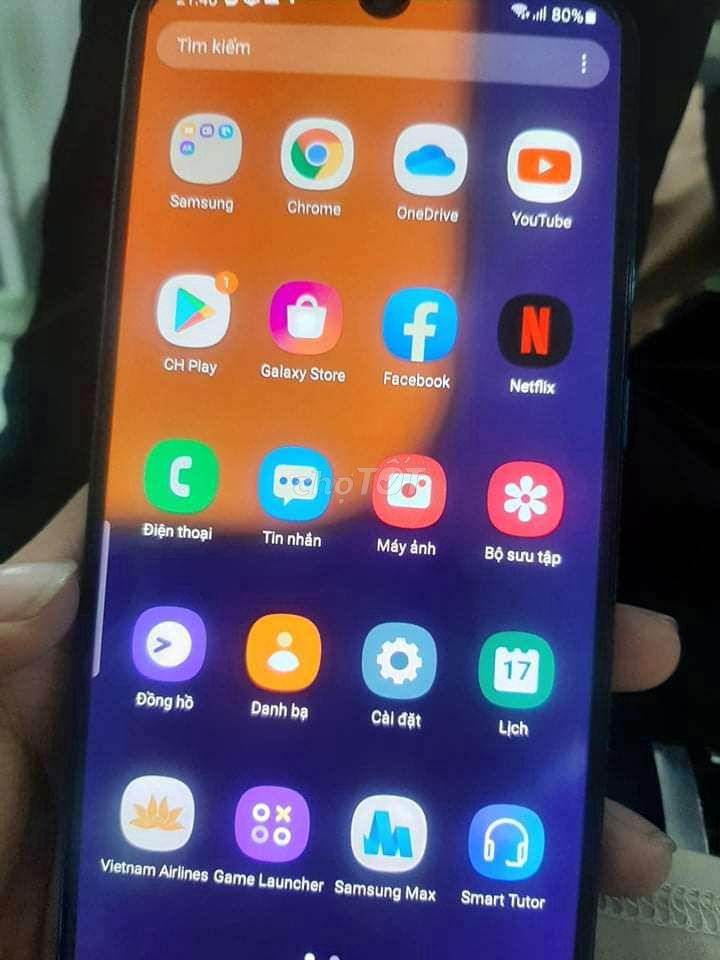 80%
Tìm kiếm
Samsung
Chrome
OneDrive
YouTube
1
CH Play
Galaxy Store
Facebook
Netflix
Điện thoại
Tin nhắn
Máy ảnh
Bộ sưu tập
chợTỐT
Đồng hồ
Danh bạ
Cài đặt
17
Lịch
Vietnam Airlines
Game Launcher
Samsung Max
Smart Tutor